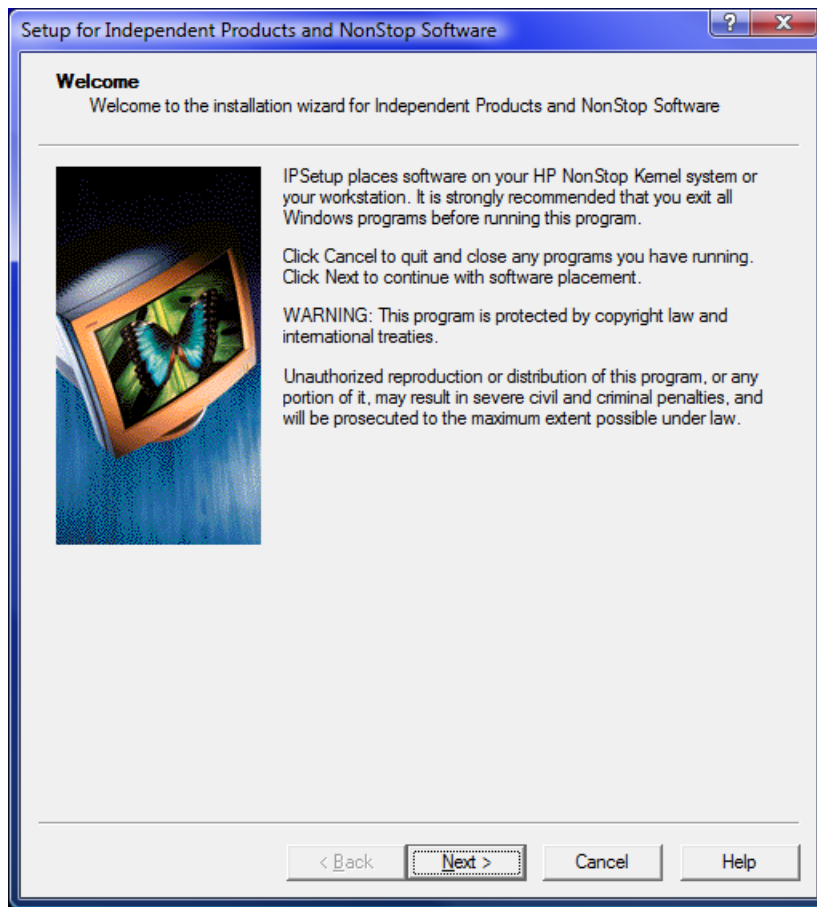 Setup for Independent Products and NonStop Software
?
X
Welcome
Welcome to the installation wizard for Independent Products and NonStop Software
IPSetup places software on your HP NonStop Kernel system or
your workstation. It is strongly recommended that you exit all
Windows programs before running this program.
Click Cancel to quit and close any programs you have running.
Click Next to continue with software placement.
WARNING: This program is protected by copyright law and
international treaties.
Unauthorized reproduction or distribution of this program, or any
portion of it, may result in severe civil and criminal penalties, and
will be prosecuted to the maximum extent possible under law.
< Back
Next >
Cancel
Help